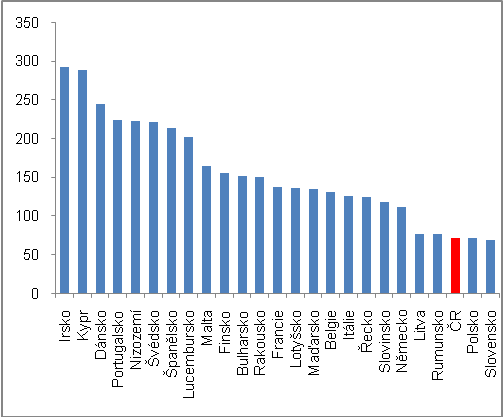 350
300
250
200
150
100
50
0
Irsko
Kypr
Dánsko
Portugalsko
Nizozemí
Švédsko
Španělsko
Lucembursko
Malta
Finsko
Bulharsko
Rakousko
Francie
Lotyšsko
Maďarsko
Belgie
Itálie
Řecko
Slovinsko
Německo
Litva
Rumunsko
ČR
Polsko
Slovensko